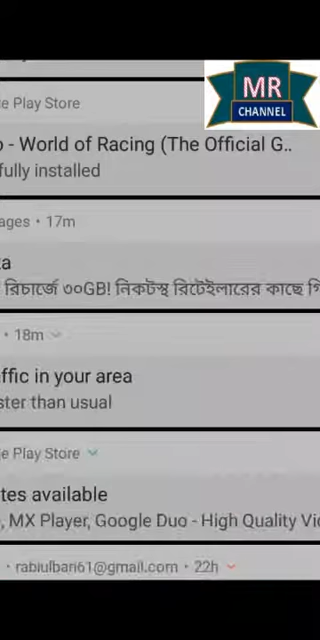 MR
CHANNEL
e Play Store
o - World of Racing (The Official G..
fully installed
ages • 17m
ta
রিচার্জে ৩০GB! নিকটস্থ রিটেইলারের কাছে গি
• 18m
ffic in your area
ster than usual
e Play Store
tes available
, MX Player, Google Duo - High Quality Vi
• rabiulbari61@gmail.com • 22h